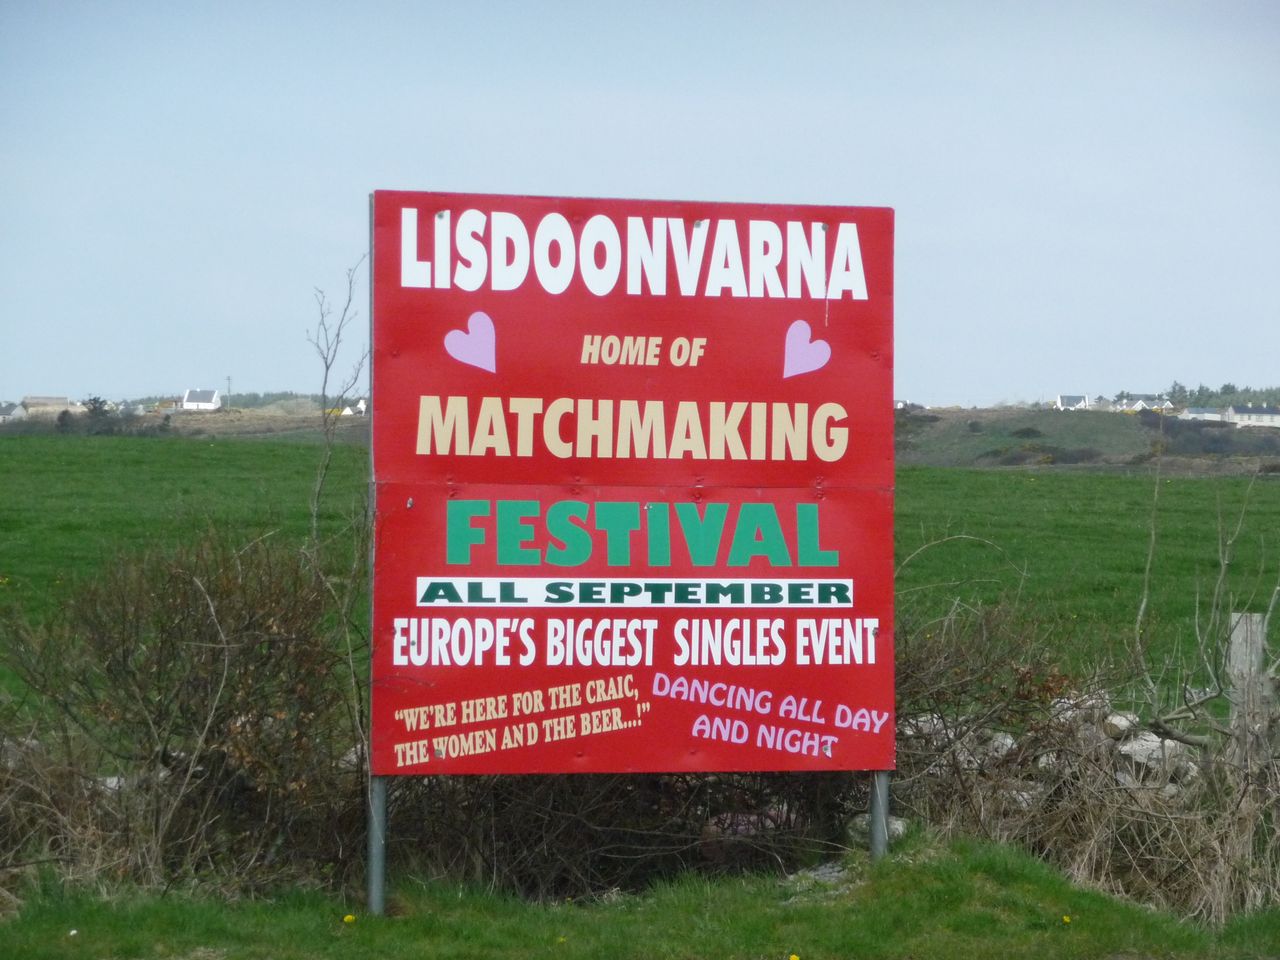 LISDOONVARNA
HOME OF
MATCHMAKING
FESTIVAL
ALL SEPTEMBER
EUROPE'S BIGGEST SINGLES EVENT
"WE'RE HERE FOR THE CRAIC,
THE WOMEN AND THE BEER...!"
DANCING ALL DAY
AND NIGHT